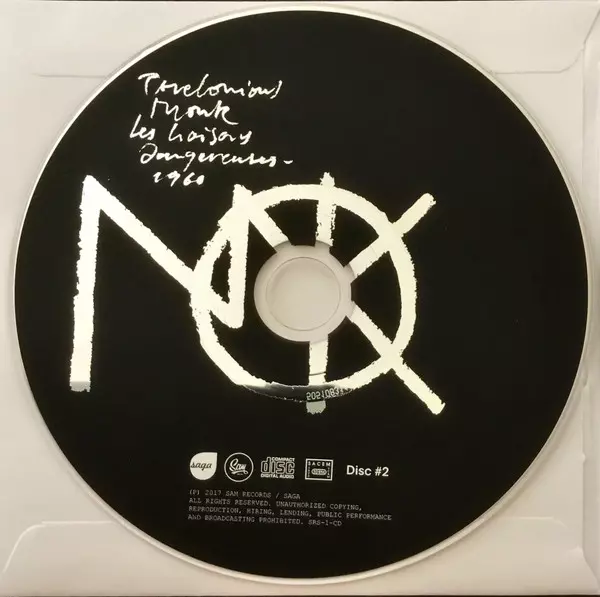 Thelonious
Monk
Les Liaisons
Dangereuses
1960
MONK
saga
Sam
COMPACT
disc
DIGITAL AUDIO
SACEM
Disc #2
(P) 2017 SAM RECORDS / SAGA
ALL RIGHTS RESERVED. UNAUTHORIZED COPYING,
REPRODUCTION, HIRING, LENDING, PUBLIC PERFORMANCE
AND BROADCASTING PROHIBITED. SRS-1-CD